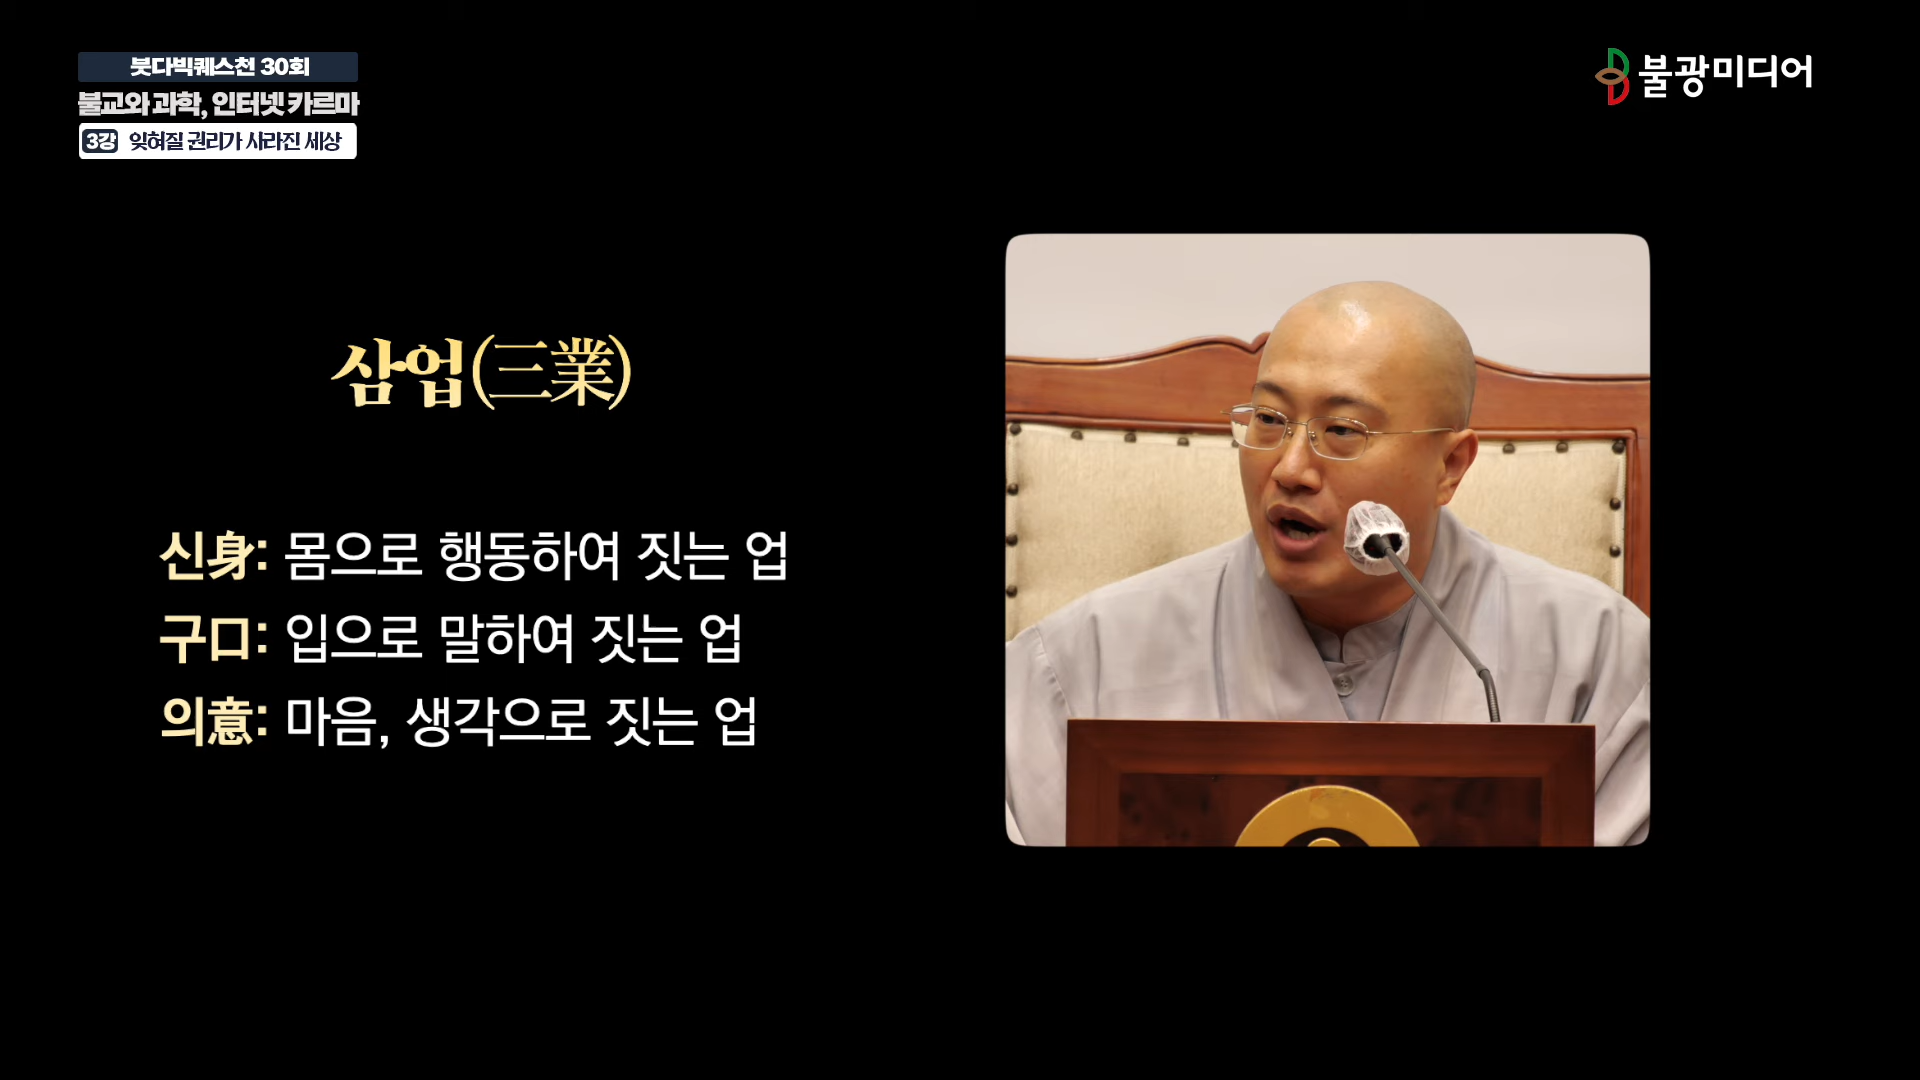 붓다빅퀘스천 30회
불교와 과학, 인터넷 카르마
3강 잊혀질 권리가 사라진 세상
불광미디어
삼업(三業)
신身: 몸으로 행동하여 짓는 업
구口: 입으로 말하여 짓는 업
의意: 마음, 생각으로 짓는 업